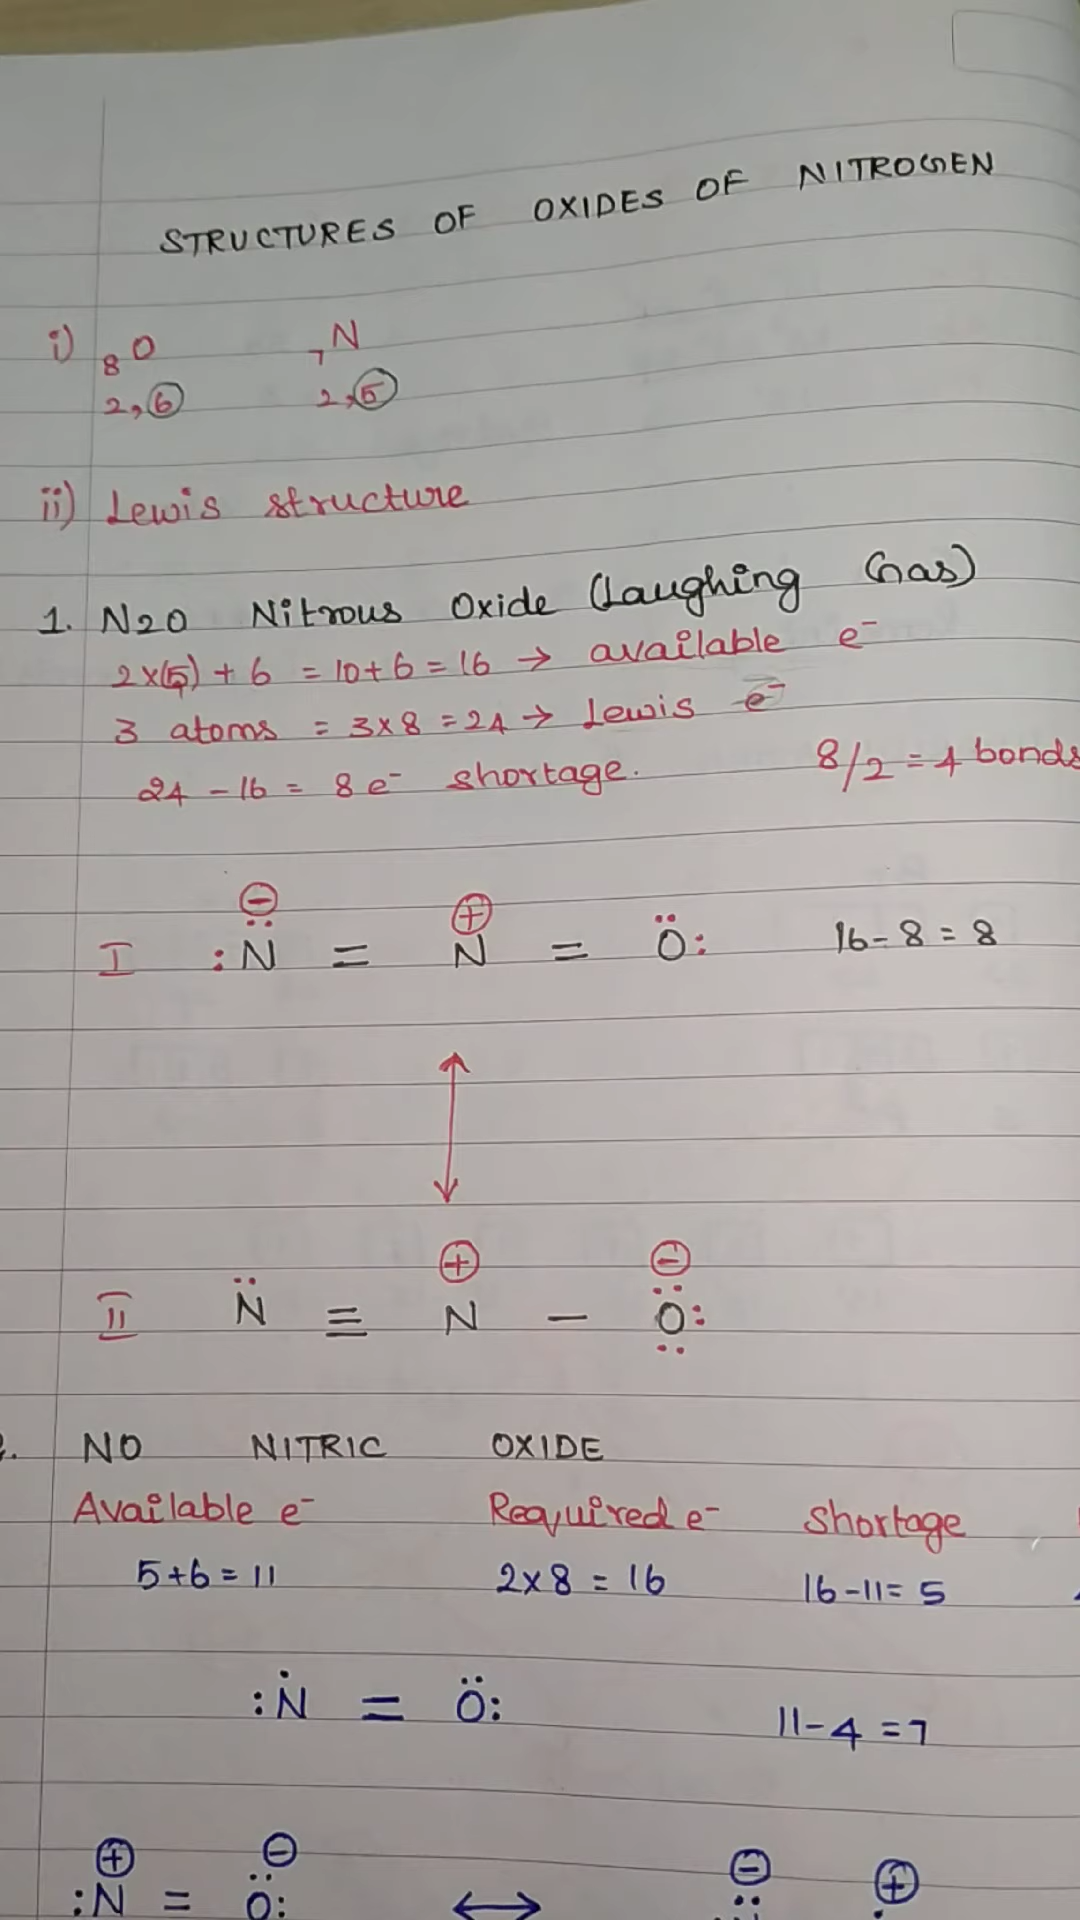 STRUCTURES OF OXIDES OF NITROGEN
i) ₈O ₇N
2,6 2,5
ii) Lewis structure
1. N2O Nitrous Oxide (Laughing Gas)
2×(5) + 6 = 10+6 = 16 → available e⁻
3 atoms = 3×8 = 24 → Lewis e⁻
24 - 16 = 8 e⁻ shortage. 8/2 = 4 bonds
⊖ ⊕
I :N̈ = N = Ö: 16-8 = 8
⊕ ⊖
II N̈ ≡ N - Ö̤:
2. NO NITRIC OXIDE
Available e⁻ Required e⁻ Shortage
5+6 = 11 2×8 = 16 16-11= 5
:Ṅ = Ö: 11-4 = 7
⊕ ⊖ ⊖ ⊕
:N = Ö: ↔